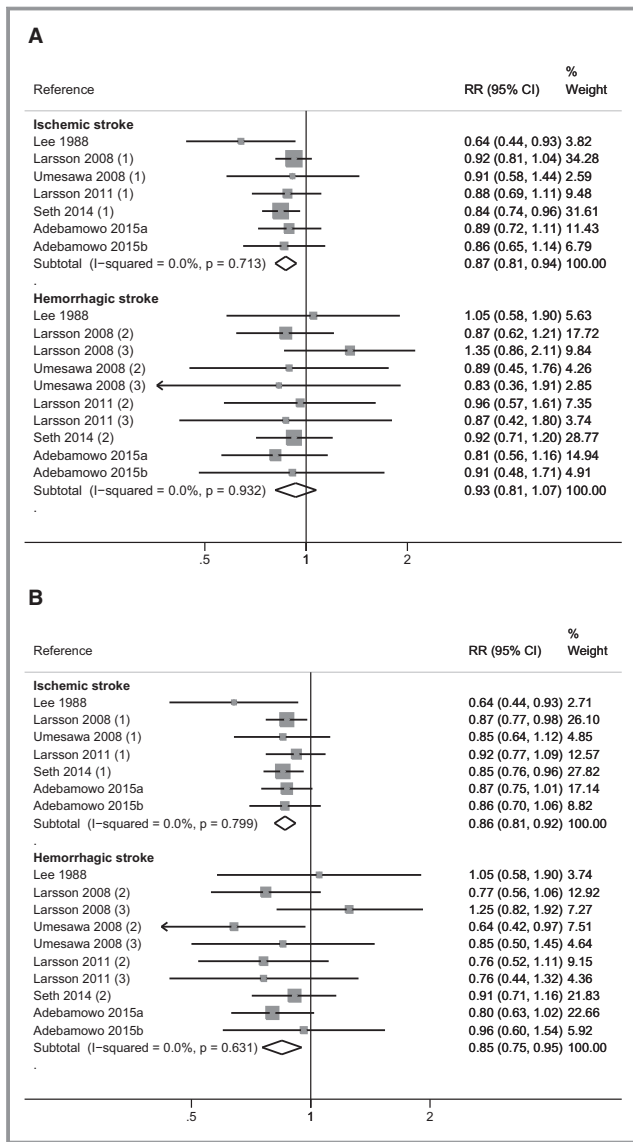 A
%
Reference RR (95% CI) Weight
Ischemic stroke
Lee 1988 0.64 (0.44, 0.93) 3.82
Larsson 2008 (1) 0.92 (0.81, 1.04) 34.28
Umesawa 2008 (1) 0.91 (0.58, 1.44) 2.59
Larsson 2011 (1) 0.88 (0.69, 1.11) 9.48
Seth 2014 (1) 0.84 (0.74, 0.96) 31.61
Adebamowo 2015a 0.89 (0.72, 1.11) 11.43
Adebamowo 2015b 0.86 (0.65, 1.14) 6.79
Subtotal (I−squared = 0.0%, p = 0.713) 0.87 (0.81, 0.94) 100.00
.
Hemorrhagic stroke
Lee 1988 1.05 (0.58, 1.90) 5.63
Larsson 2008 (2) 0.87 (0.62, 1.21) 17.72
Larsson 2008 (3) 1.35 (0.86, 2.11) 9.84
Umesawa 2008 (2) 0.89 (0.45, 1.76) 4.26
Umesawa 2008 (3) 0.83 (0.36, 1.91) 2.85
Larsson 2011 (2) 0.96 (0.57, 1.61) 7.35
Larsson 2011 (3) 0.87 (0.42, 1.80) 3.74
Seth 2014 (2) 0.92 (0.71, 1.20) 28.77
Adebamowo 2015a 0.81 (0.56, 1.16) 14.94
Adebamowo 2015b 0.91 (0.48, 1.71) 4.91
Subtotal (I−squared = 0.0%, p = 0.932) 0.93 (0.81, 1.07) 100.00
.
.5 1 2
B
%
Reference RR (95% CI) Weight
Ischemic stroke
Lee 1988 0.64 (0.44, 0.93) 2.71
Larsson 2008 (1) 0.87 (0.77, 0.98) 26.10
Umesawa 2008 (1) 0.85 (0.64, 1.12) 4.85
Larsson 2011 (1) 0.92 (0.77, 1.09) 12.57
Seth 2014 (1) 0.85 (0.76, 0.96) 27.82
Adebamowo 2015a 0.87 (0.75, 1.01) 17.14
Adebamowo 2015b 0.86 (0.70, 1.06) 8.82
Subtotal (I−squared = 0.0%, p = 0.799) 0.86 (0.81, 0.92) 100.00
.
Hemorrhagic stroke
Lee 1988 1.05 (0.58, 1.90) 3.74
Larsson 2008 (2) 0.77 (0.56, 1.06) 12.92
Larsson 2008 (3) 1.25 (0.82, 1.92) 7.27
Umesawa 2008 (2) 0.64 (0.42, 0.97) 7.51
Umesawa 2008 (3) 0.85 (0.50, 1.45) 4.64
Larsson 2011 (2) 0.76 (0.52, 1.11) 9.15
Larsson 2011 (3) 0.76 (0.44, 1.32) 4.36
Seth 2014 (2) 0.91 (0.71, 1.16) 21.83
Adebamowo 2015a 0.80 (0.63, 1.02) 22.66
Adebamowo 2015b 0.96 (0.60, 1.54) 5.92
Subtotal (I−squared = 0.0%, p = 0.631) 0.85 (0.75, 0.95) 100.00
.
.5 1 2